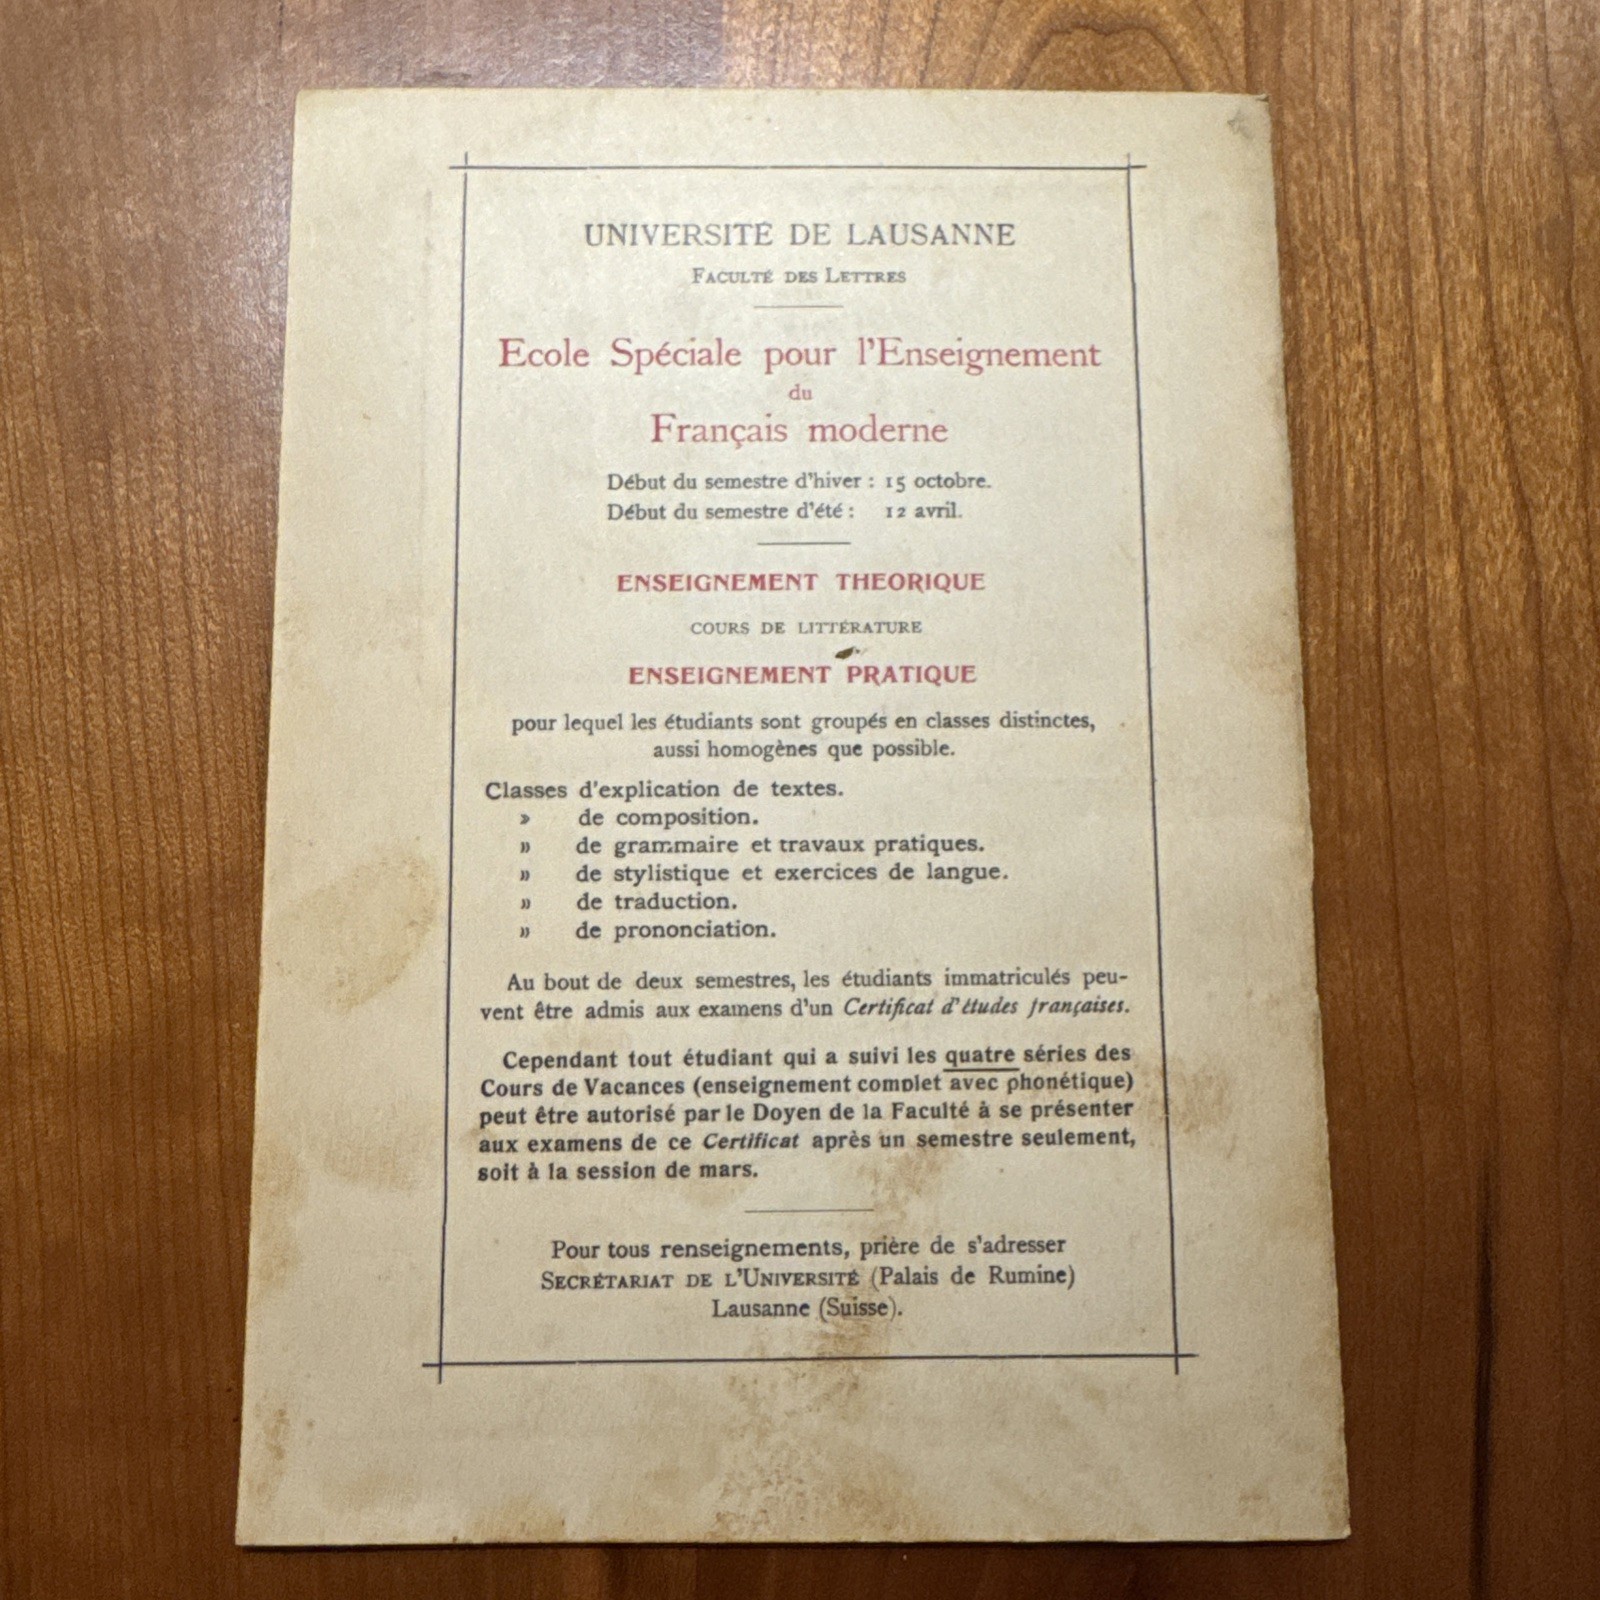 UNIVERSITÉ DE LAUSANNE
FACULTÉ DES LETTRES
Ecole Spéciale pour l'Enseignement
du
Français moderne
Début du semestre d'hiver : 15 octobre.
Début du semestre d'été : 12 avril.
ENSEIGNEMENT THEORIQUE
COURS DE LITTÉRATURE
ENSEIGNEMENT PRATIQUE
pour lequel les étudiants sont groupés en classes distinctes,
aussi homogènes que possible.
Classes d'explication de textes.
» de composition.
» de grammaire et travaux pratiques.
» de stylistique et exercices de langue.
» de traduction.
» de prononciation.
Au bout de deux semestres, les étudiants immatriculés peu-
vent être admis aux examens d'un Certificat d'études françaises.
Cependant tout étudiant qui a suivi les quatre séries des
Cours de Vacances (enseignement complet avec phonétique)
peut être autorisé par le Doyen de la Faculté à se présenter
aux examens de ce Certificat après un semestre seulement,
soit à la session de mars.
Pour tous renseignements, prière de s'adresser
SECRÉTARIAT DE L'UNIVERSITÉ (Palais de Rumine)
Lausanne (Suisse).